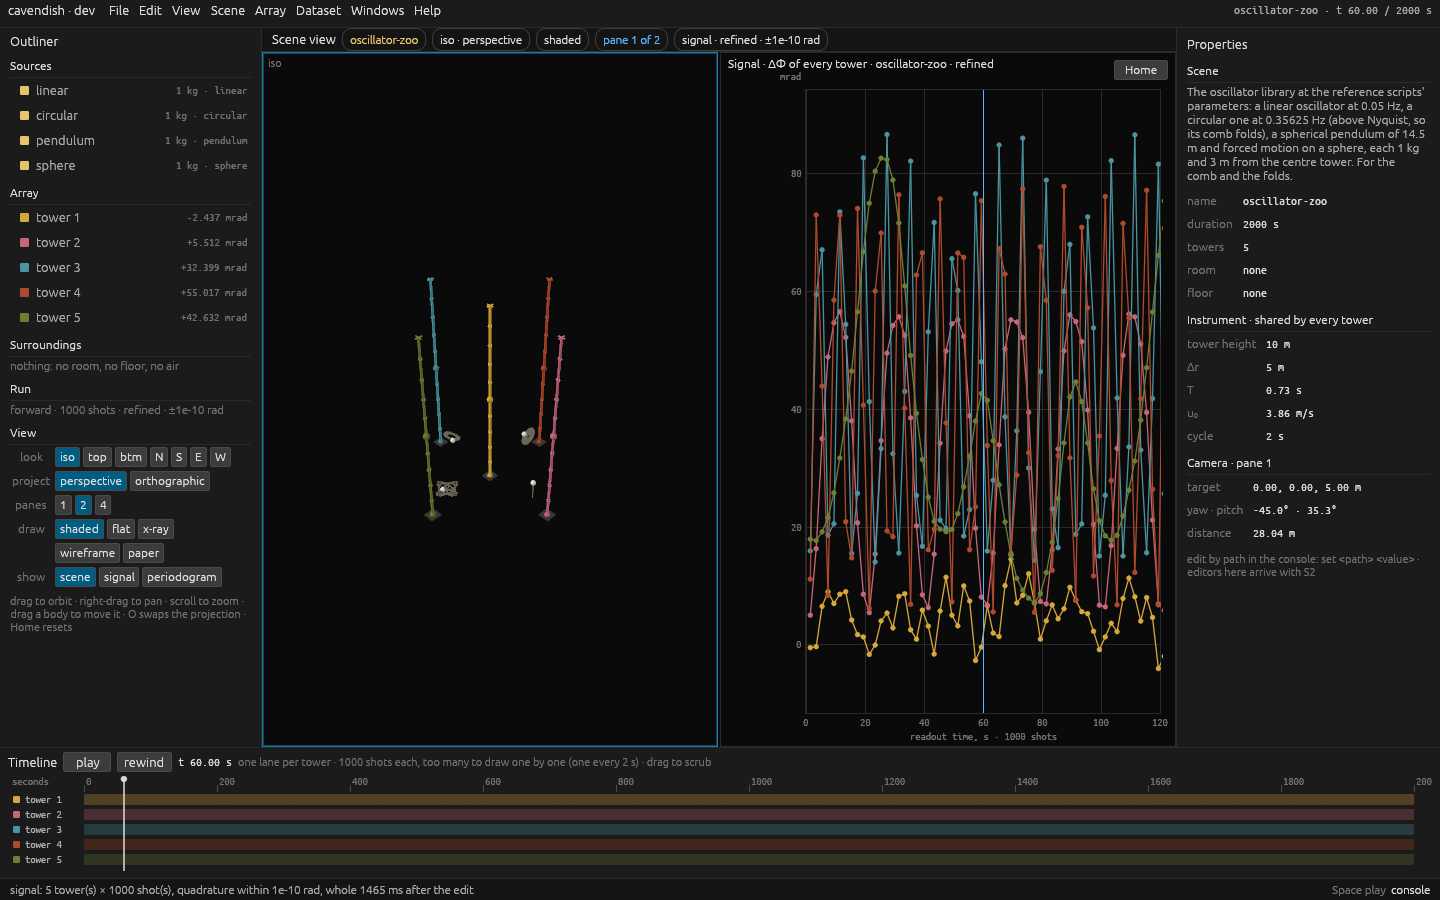 cavendish · dev File Edit View Scene Array Dataset Windows Help
oscillator-zoo · t 60.00 / 2000 s
Outliner
Sources
linear 1 kg · linear
circular 1 kg · circular
pendulum 1 kg · pendulum
sphere 1 kg · sphere
Array
tower 1 -2.437 mrad
tower 2 +5.512 mrad
tower 3 +32.399 mrad
tower 4 +55.017 mrad
tower 5 +42.632 mrad
Surroundings
nothing: no room, no floor, no air
Run
forward · 1000 shots · refined · ±1e-10 rad
View
look iso top btm N S E W
project perspective orthographic
panes 1 2 4
draw shaded flat x-ray
wireframe paper
show scene signal periodogram
drag to orbit · right-drag to pan · scroll to zoom ·
drag a body to move it · O swaps the projection ·
Home resets
Scene view oscillator-zoo iso · perspective shaded pane 1 of 2 signal · refined · ±1e-10 rad
iso
Signal · ΔΦ of every tower · oscillator-zoo · refined
Home
mrad
80
60
40
20
0
0 20 40 60 80 100 120
readout time, s · 1000 shots
Properties
Scene
The oscillator library at the reference scripts'
parameters: a linear oscillator at 0.05 Hz, a
circular one at 0.35625 Hz (above Nyquist, so
its comb folds), a spherical pendulum of 14.5
m and forced motion on a sphere, each 1 kg
and 3 m from the centre tower. For the
comb and the folds.
name oscillator-zoo
duration 2000 s
towers 5
room none
floor none
Instrument · shared by every tower
tower height 10 m
Δr 5 m
T 0.73 s
u₀ 3.86 m/s
cycle 2 s
Camera · pane 1
target 0.00, 0.00, 5.00 m
yaw · pitch -45.0° · 35.3°
distance 28.04 m
edit by path in the console: set <path> <value> ·
editors here arrive with S2
Timeline play rewind t 60.00 s one lane per tower · 1000 shots each, too many to draw one by one (one every 2 s) · drag to scrub
seconds 0 200 400 600 800 1000 1200 1400 1600 1800 200
tower 1
tower 2
tower 3
tower 4
tower 5
signal: 5 tower(s) × 1000 shot(s), quadrature within 1e-10 rad, whole 1465 ms after the edit
Space play console